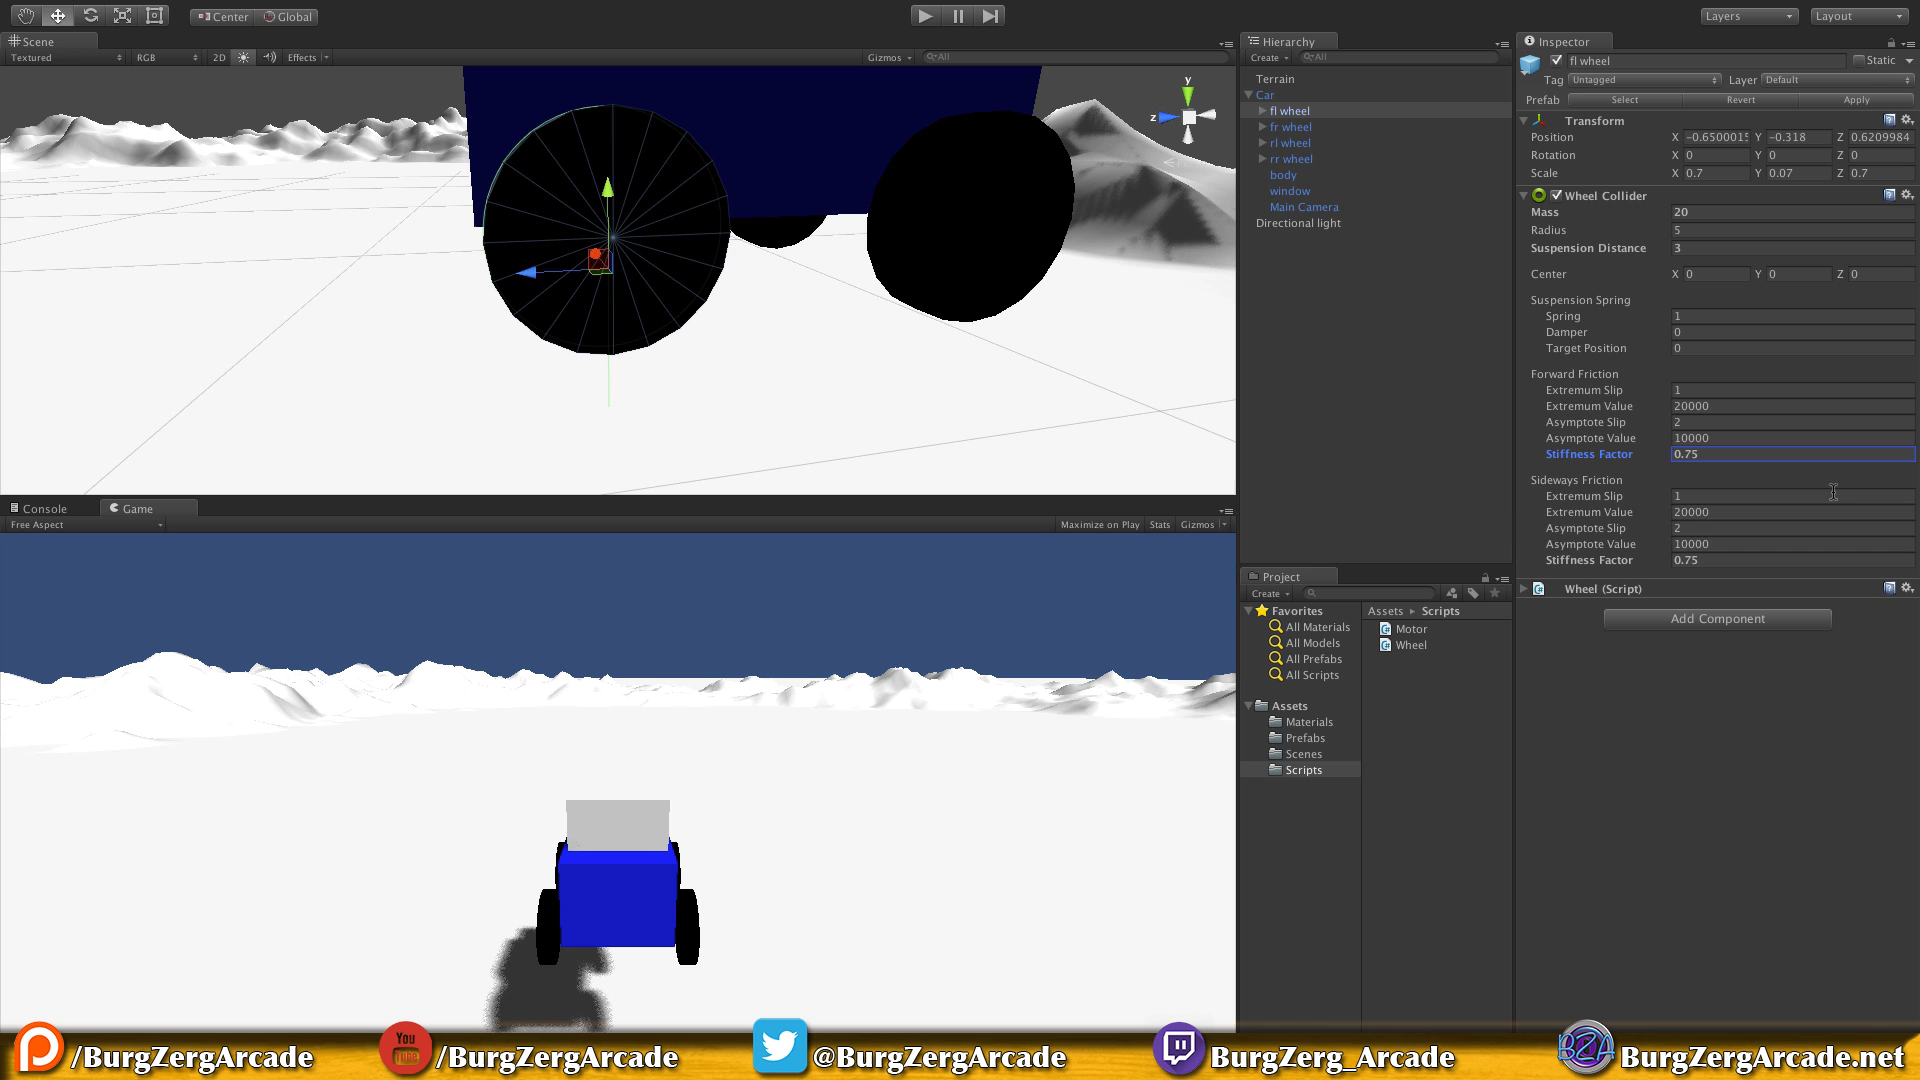 Center Global Layers Layout
Scene
Textured RGB 2D Effects Gizmos All
y
z
Console Game
Free Aspect Maximize on Play Stats Gizmos
Hierarchy
Create All
Terrain
Car
fl wheel
fr wheel
rl wheel
rr wheel
body
window
Main Camera
Directional light
Project
Create
Favorites
All Materials
All Models
All Prefabs
All Scripts
Assets
Materials
Prefabs
Scenes
Scripts
Assets ▸ Scripts
Motor
Wheel
Inspector
fl wheel Static
Tag Untagged Layer Default
Prefab Select Revert Apply
Transform
Position X -0.6500015 Y -0.318 Z 0.6209984
Rotation X 0 Y 0 Z 0
Scale X 0.7 Y 0.07 Z 0.7
Wheel Collider
Mass 20
Radius 5
Suspension Distance 3
Center X 0 Y 0 Z 0
Suspension Spring
Spring 1
Damper 0
Target Position 0
Forward Friction
Extremum Slip 1
Extremum Value 20000
Asymptote Slip 2
Asymptote Value 10000
Stiffness Factor 0.75
Sideways Friction
Extremum Slip 1
Extremum Value 20000
Asymptote Slip 2
Asymptote Value 10000
Stiffness Factor 0.75
Wheel (Script)
Add Component
/BurgZergArcade You Tube /BurgZergArcade @BurgZergArcade BurgZerg_Arcade BZA BurgZergArcade.net